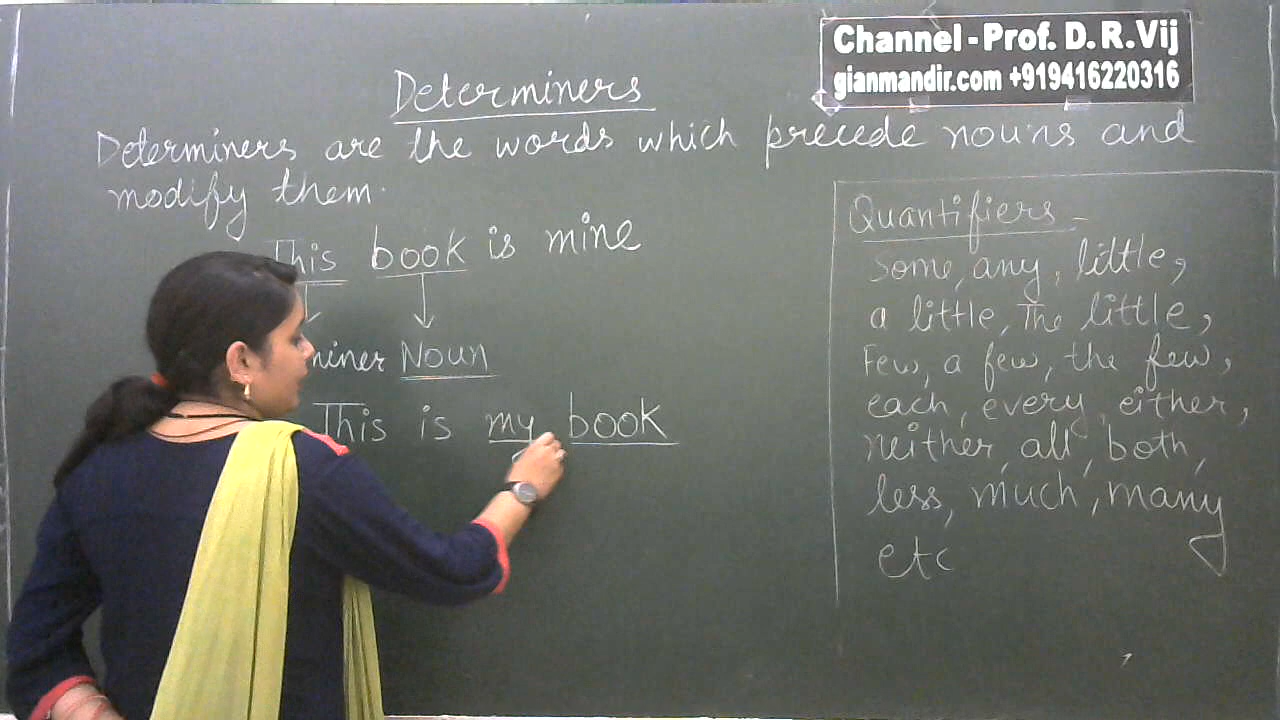 Channel - Prof. D. R. Vij
gianmandir.com +919416220316
Determiners
Determiners are the words which precede nouns and
modify them.
This book is mine
miner Noun
This is my book
Quantifiers -
some, any, little,
a little, The little,
Few, a few, the few,
each, every, either,
neither, all, both,
less, much, many
etc